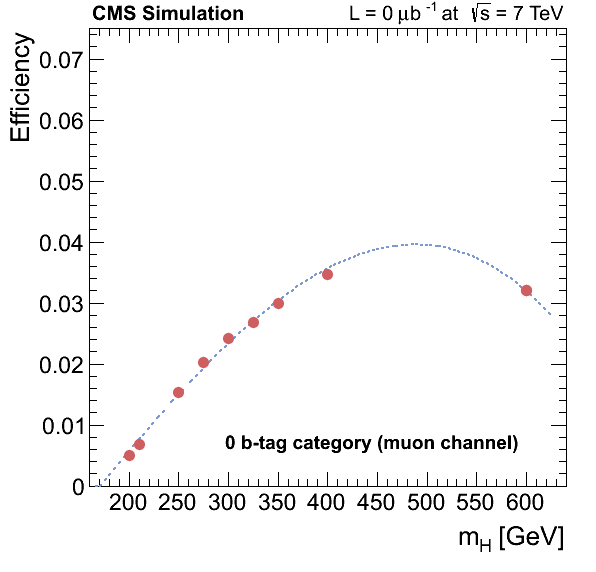 CMS Simulation L = 0 μb⁻¹ at √s = 7 TeV
Efficiency
0.07
0.06
0.05
0.04
0.03
0.02
0.01
0
0 b-tag category (muon channel)
200 250 300 350 400 450 500 550 600
m_H [GeV]